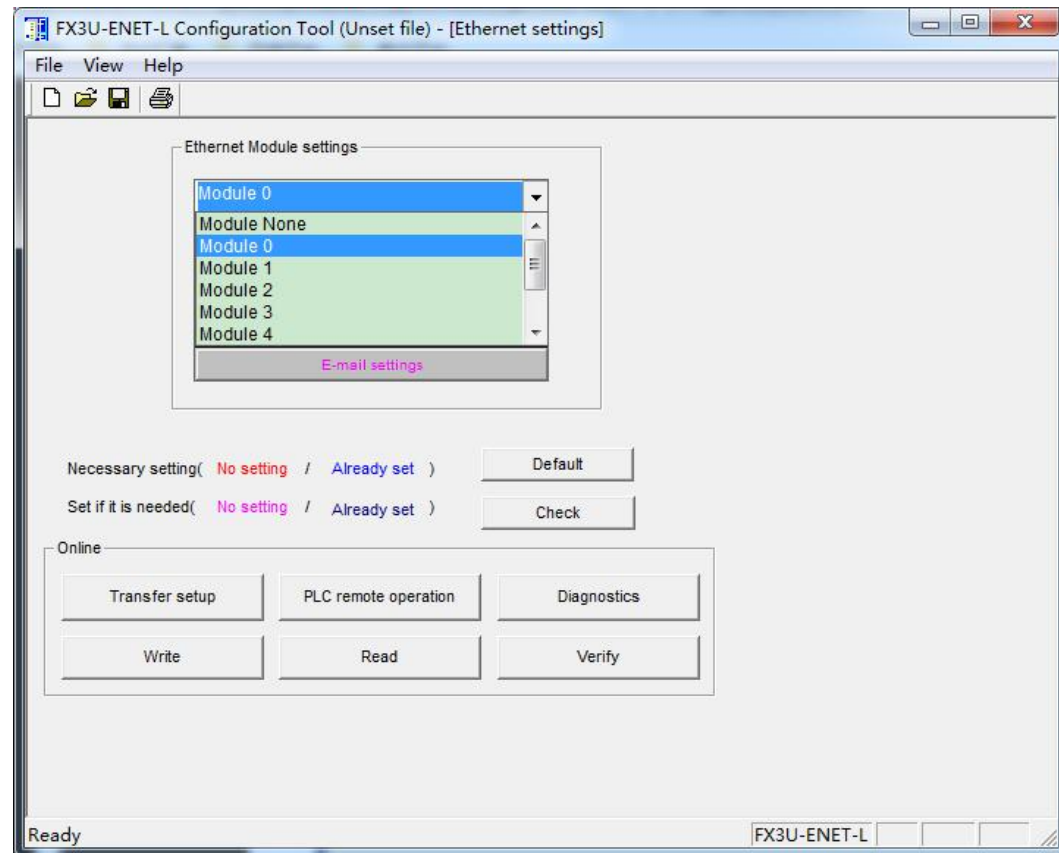 FX3U-ENET-L Configuration Tool (Unset file) - [Ethernet settings]
File View Help
Ethernet Module settings
Module 0
Module None
Module 0
Module 1
Module 2
Module 3
Module 4
E-mail settings
Necessary setting( No setting / Already set ) Default
Set if it is needed( No setting / Already set ) Check
Online
Transfer setup PLC remote operation Diagnostics
Write Read Verify
Ready FX3U-ENET-L